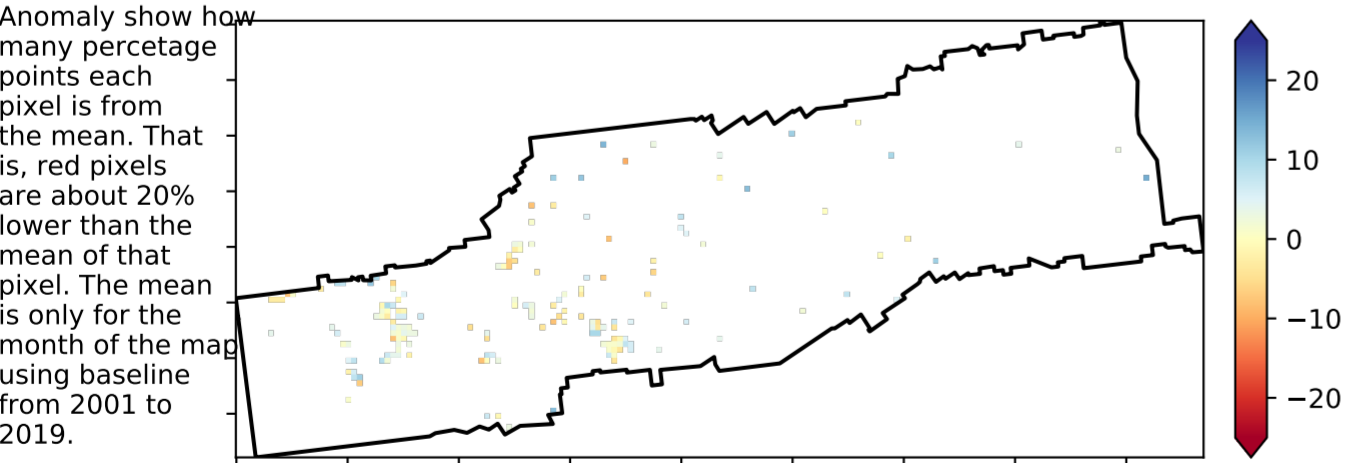 Anomaly show how
many percetage
points each
pixel is from
the mean. That
is, red pixels
are about 20%
lower than the
mean of that
pixel. The mean
is only for the
month of the map
using baseline
from 2001 to
2019.
20
10
0
−10
−20